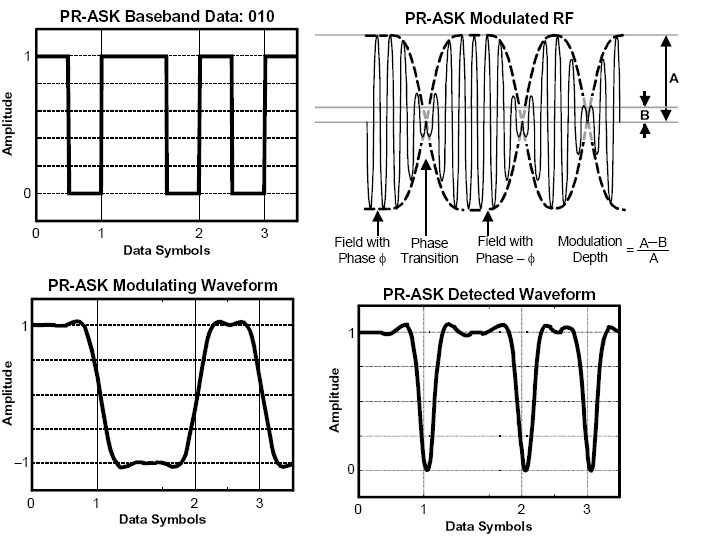 PR-ASK Baseband Data: 010
Amplitude
1
0
0
1
2
3
Data Symbols
PR-ASK Modulated RF
A
B
Field with
Phase ϕ
Phase
Transition
Field with
Phase – ϕ
Modulation
Depth
= A–B
A
PR-ASK Modulating Waveform
Amplitude
1
–1
0
1
2
3
Data Symbols
PR-ASK Detected Waveform
Amplitude
1
0
0
1
2
3
Data Symbols